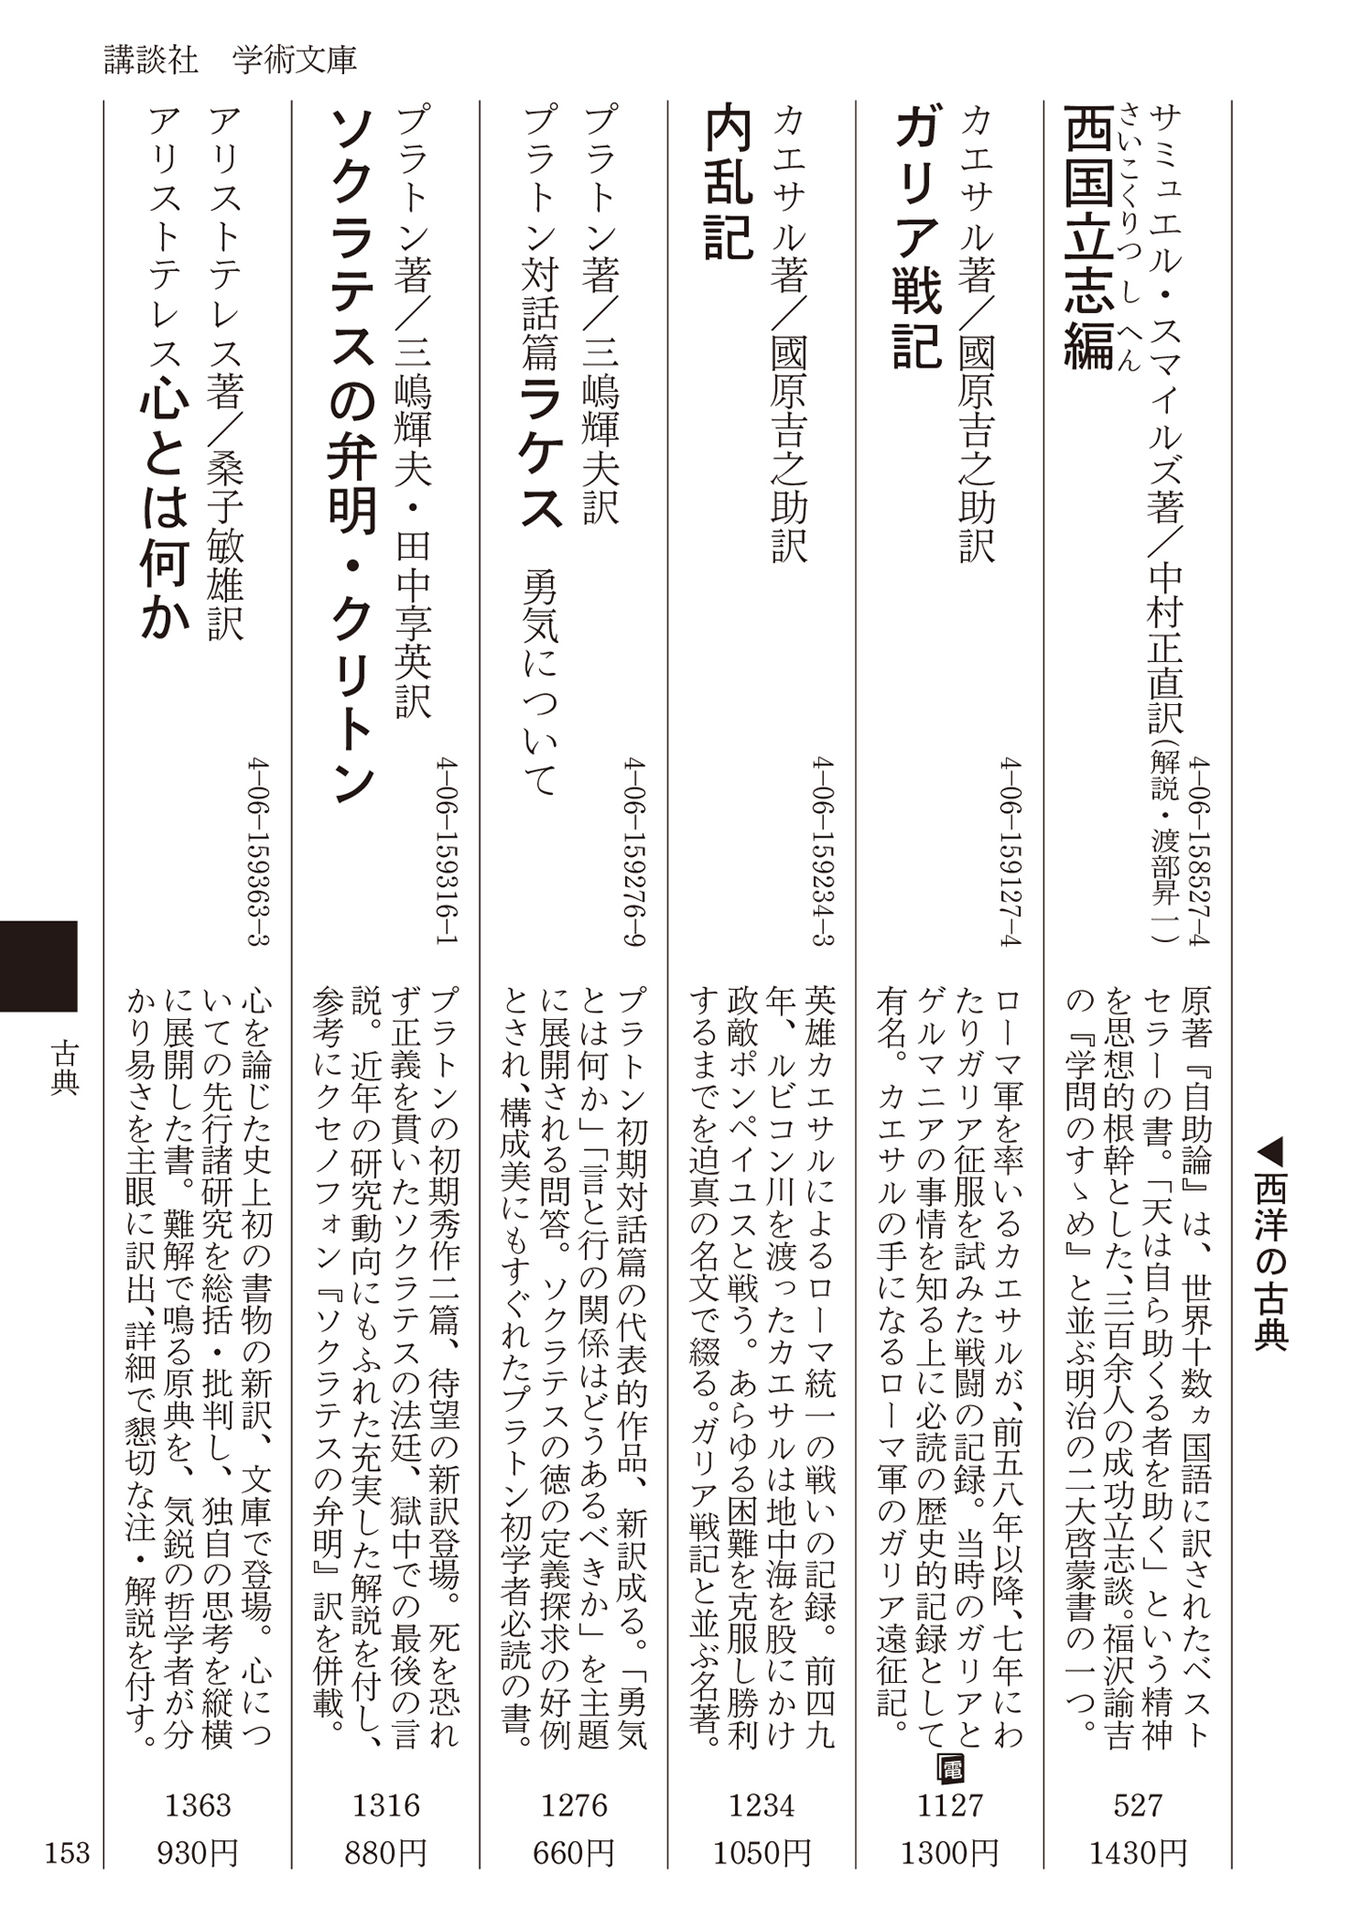 講談社　学術文庫
◀西洋の古典
サミュエル・スマイルズ著／中村正直訳(解説・渡部昇一)
さいこくりつしへん
西国立志編
4-06-158527-4
原著『自助論』は、世界十数ヵ国語に訳されたベスト
セラーの書。「天は自ら助くる者を助く」という精神
を思想的根幹とした、三百余人の成功立志談。福沢諭吉
の『学問のすゝめ』と並ぶ明治の二大啓蒙書の一つ。
527
1430円
カエサル著／國原吉之助訳
ガリア戦記
4-06-159127-4
ローマ軍を率いるカエサルが、前五八年以降、七年にわ
たりガリア征服を試みた戦闘の記録。当時のガリアと
ゲルマニアの事情を知る上に必読の歴史的記録として
有名。カエサルの手になるローマ軍のガリア遠征記。
電
1127
1300円
カエサル著／國原吉之助訳
内乱記
4-06-159234-3
英雄カエサルによるローマ統一の戦いの記録。前四九
年、ルビコン川を渡ったカエサルは地中海を股にかけ
政敵ポンペイユスと戦う。あらゆる困難を克服し勝利
するまでを迫真の名文で綴る。ガリア戦記と並ぶ名著。
1234
1050円
プラトン著／三嶋輝夫訳
プラトン対話篇ラケス　勇気について
4-06-159276-9
プラトン初期対話篇の代表的作品、新訳成る。「勇気
とは何か」「言と行の関係はどうあるべきか」を主題
に展開される問答。ソクラテスの徳の定義探求の好例
とされ、構成美にもすぐれたプラトン初学者必読の書。
1276
660円
プラトン著／三嶋輝夫・田中享英訳
ソクラテスの弁明・クリトン
4-06-159316-1
プラトンの初期秀作二篇、待望の新訳登場。死を恐れ
ず正義を貫いたソクラテスの法廷、獄中での最後の言
説。近年の研究動向にもふれた充実した解説を付し、
参考にクセノフォン『ソクラテスの弁明』訳を併載。
1316
880円
アリストテレス著／桑子敏雄訳
アリストテレス心とは何か
4-06-159363-3
心を論じた史上初の書物の新訳、文庫で登場。心につ
いての先行諸研究を総括・批判し、独自の思考を縦横
に展開した書。難解で鳴る原典を、気鋭の哲学者が分
かり易さを主眼に訳出、詳細で懇切な注・解説を付す。
1363
930円
古典
153